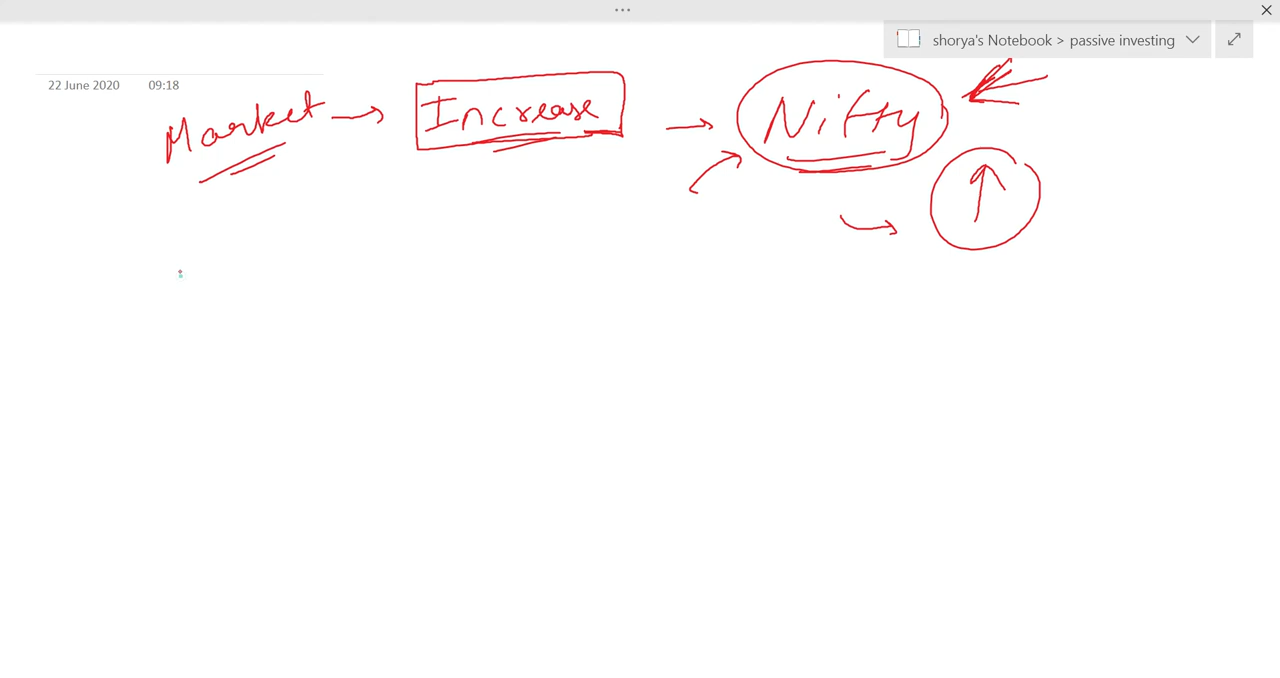 shorya's Notebook > passive investing
22 June 2020 09:18
Market → Increase → Nifty
↑